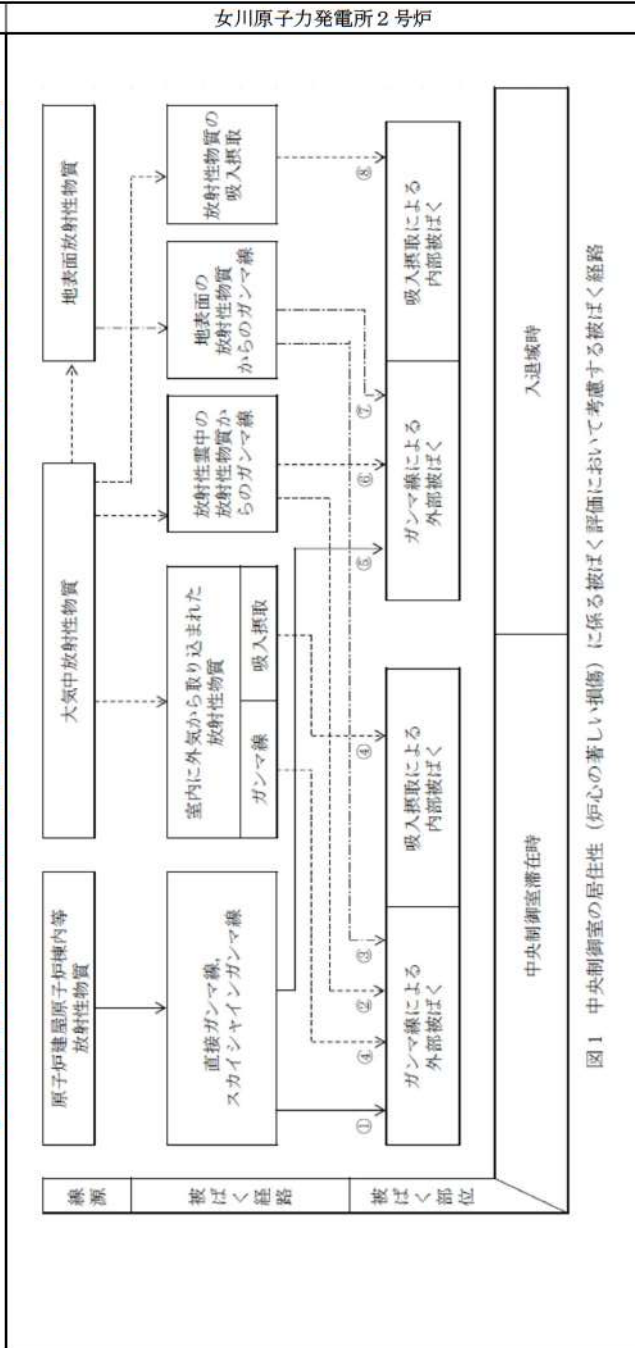 女川原子力発電所2号炉
線源
原子炉建屋原子炉棟内等
放射性物質
大気中放射性物質
地表面放射性物質
被ばく経路
直接ガンマ線,
スカイシャインガンマ線
室内に外気から取り込まれた
放射性物質
ガンマ線
吸入摂取
放射性雲中の
放射性物質か
らのガンマ線
地表面の
放射性物質
からのガンマ線
放射性物質の
吸入摂取
①
④
②
③
④
⑤
⑥
⑦
⑧
被ばく部位
ガンマ線による
外部被ばく
吸入摂取による
内部被ばく
ガンマ線による
外部被ばく
吸入摂取による
内部被ばく
中央制御室滞在時
入退域時
図1 中央制御室の居住性(炉心の著しい損傷)に係る被ばく評価において考慮する被ばく経路